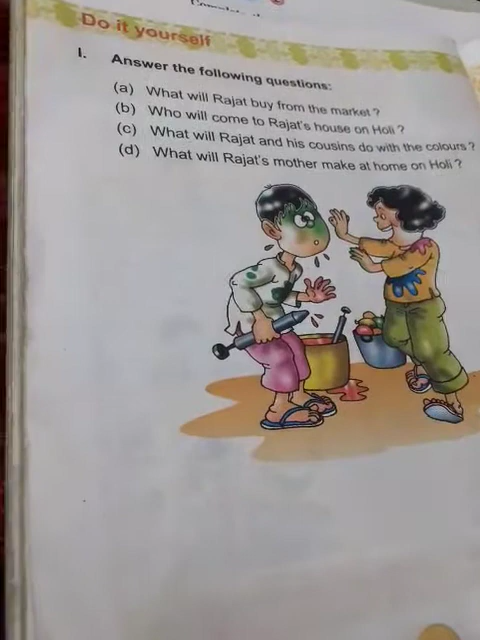 Do it yourself
I. Answer the following questions:
(a) What will Rajat buy from the market ?
(b) Who will come to Rajat's house on Holi ?
(c) What will Rajat and his cousins do with the colours ?
(d) What will Rajat's mother make at home on Holi ?